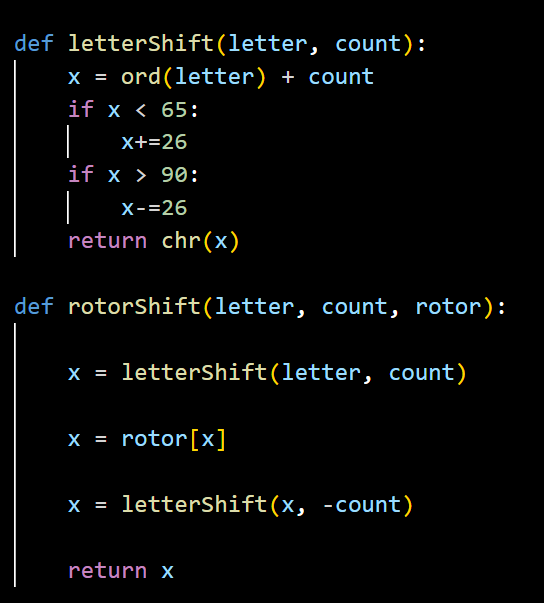 def letterShift(letter, count):
    x = ord(letter) + count
    if x < 65:
        x+=26
    if x > 90:
        x-=26
    return chr(x)
def rotorShift(letter, count, rotor):
    x = letterShift(letter, count)
    x = rotor[x]
    x = letterShift(x, -count)
    return x